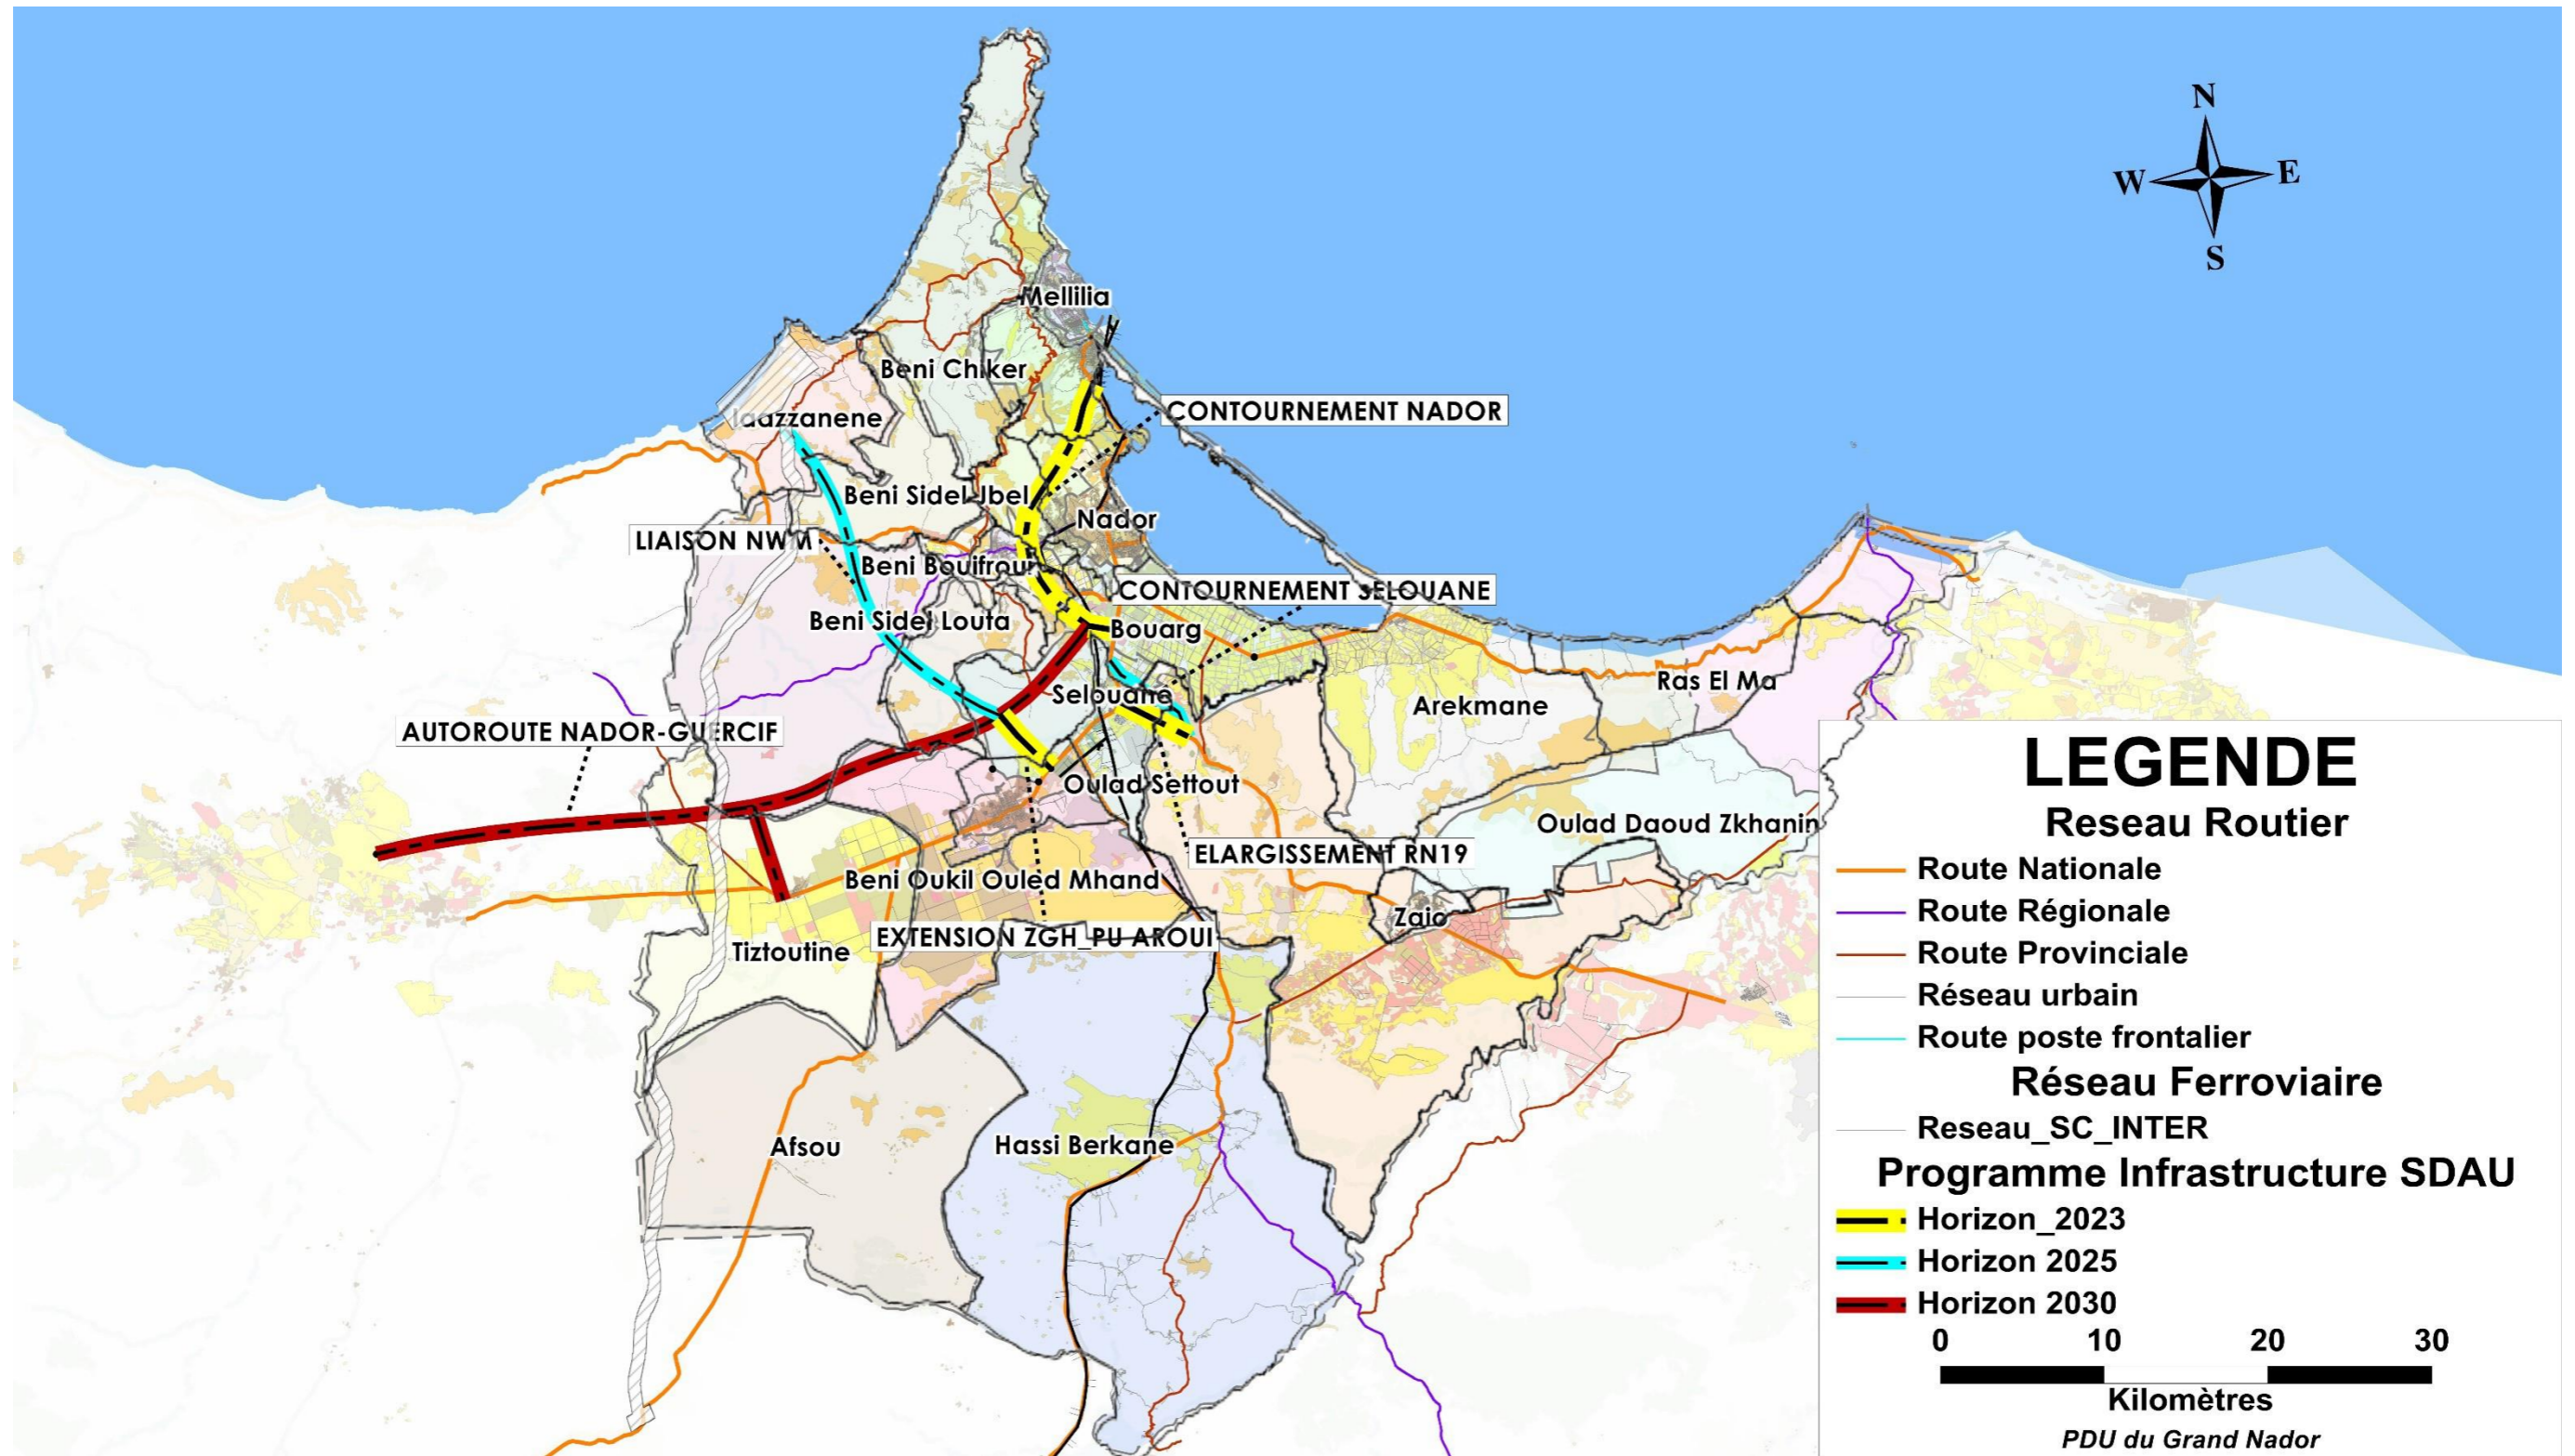 N
W
E
S
Mellilia
Beni Chiker
CONTOURNEMENT NADOR
Iaazzanene
Beni Sidel Jbel
Nador
LIAISON NWM
Beni Bouifrour
CONTOURNEMENT SELOUANE
Beni Sidel Louta
Bouarg
Selouane
Ras El Ma
Arekmane
AUTOROUTE NADOR-GUERCIF
Oulad Settout
Oulad Daoud Zkhanin
ELARGISSEMENT RN19
Beni Oukil Ouled Mhand
Zaio
EXTENSION ZGH_PU AROUI
Tiztoutine
Afsou
Hassi Berkane
LEGENDE
Reseau Routier
Route Nationale
Route Régionale
Route Provinciale
Réseau urbain
Route poste frontalier
Réseau Ferroviaire
Reseau_SC_INTER
Programme Infrastructure SDAU
Horizon_2023
Horizon 2025
Horizon 2030
0 10 20 30
Kilomètres
PDU du Grand Nador